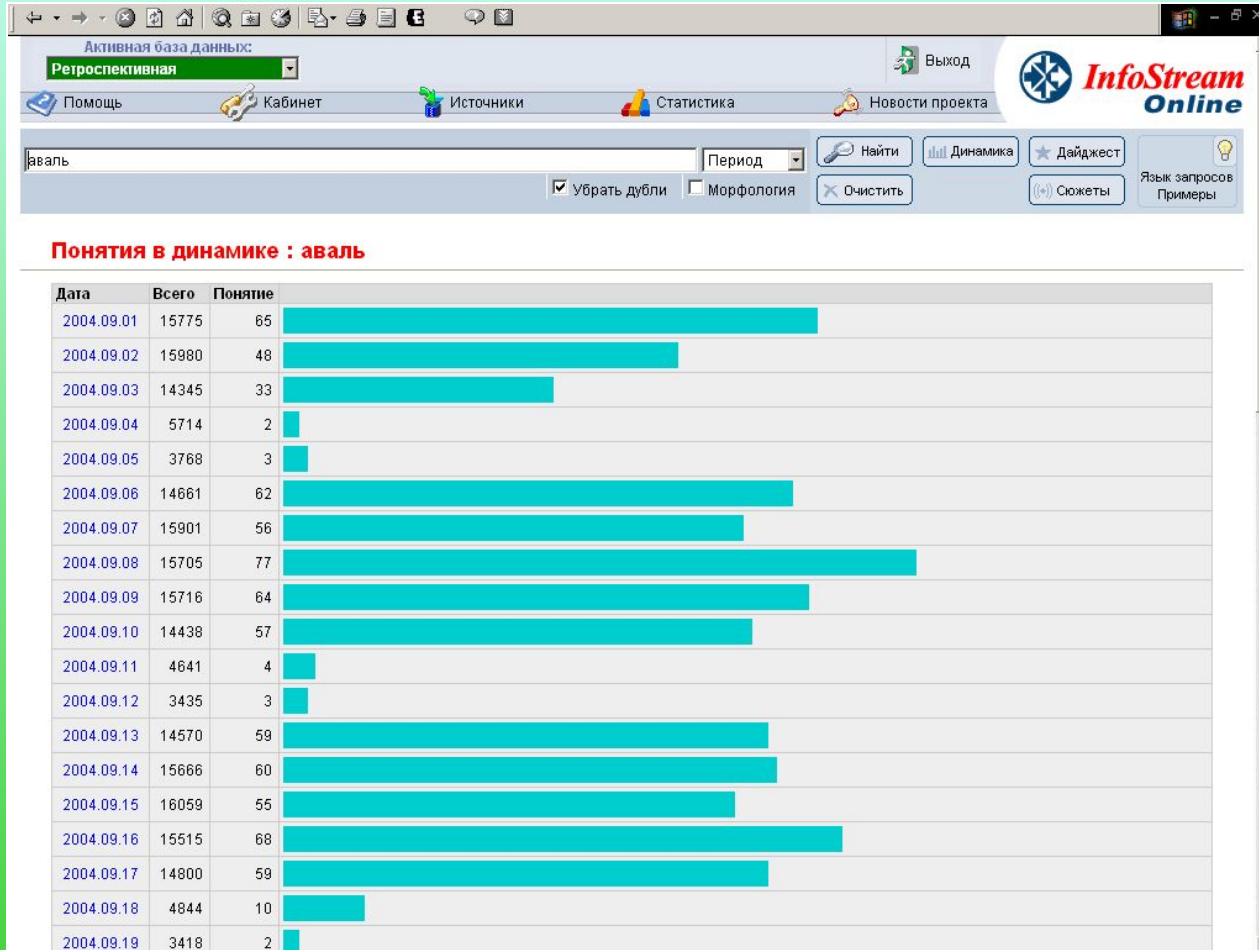 Активная база данных:
Ретроспективная
Выход
InfoStream
Online
Помощь Кабинет Источники Статистика Новости проекта
аваль Период Найти Динамика Дайджест
Убрать дубли Морфология Очистить Сюжеты
Язык запросов
Примеры
Понятия в динамике : аваль
Дата Всего Понятие
2004.09.01 15775 65
2004.09.02 15980 48
2004.09.03 14345 33
2004.09.04 5714 2
2004.09.05 3768 3
2004.09.06 14661 62
2004.09.07 15901 56
2004.09.08 15705 77
2004.09.09 15716 64
2004.09.10 14438 57
2004.09.11 4641 4
2004.09.12 3435 3
2004.09.13 14570 59
2004.09.14 15666 60
2004.09.15 16059 55
2004.09.16 15515 68
2004.09.17 14800 59
2004.09.18 4844 10
2004.09.19 3418 2